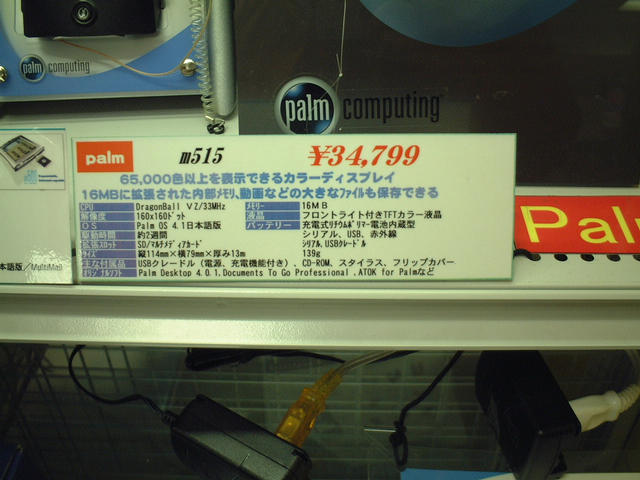 palm computing
palm computing
palm m515 ¥34,799
65,000色以上を表示できるカラーディスプレイ
16MBに拡張された内部メモリ、動画などの大きなファイルも保存できる
CPU DragonBall VZ/33MHz メモリー 16MB
解像度 160x160ドット 液晶 フロントライト付きTFTカラー液晶
OS Palm OS 4.1日本語版 バッテリー 充電式リチウムポリマー電池内蔵型
駆動時間 約2週間 シリアル、USB、赤外線
拡張スロット SD/マルチメディアカード シリアル、USBクレードル
サイズ 縦114mm×横79mm×厚み13m 139g
主な付属品 USBクレードル（電源、充電機能付き）、CD-ROM、スタイラス、フリップカバー
Palm Desktop 4.0.1.Documents To Go Professional .ATOK for Palmなど
本語版/MultiMail
Pal